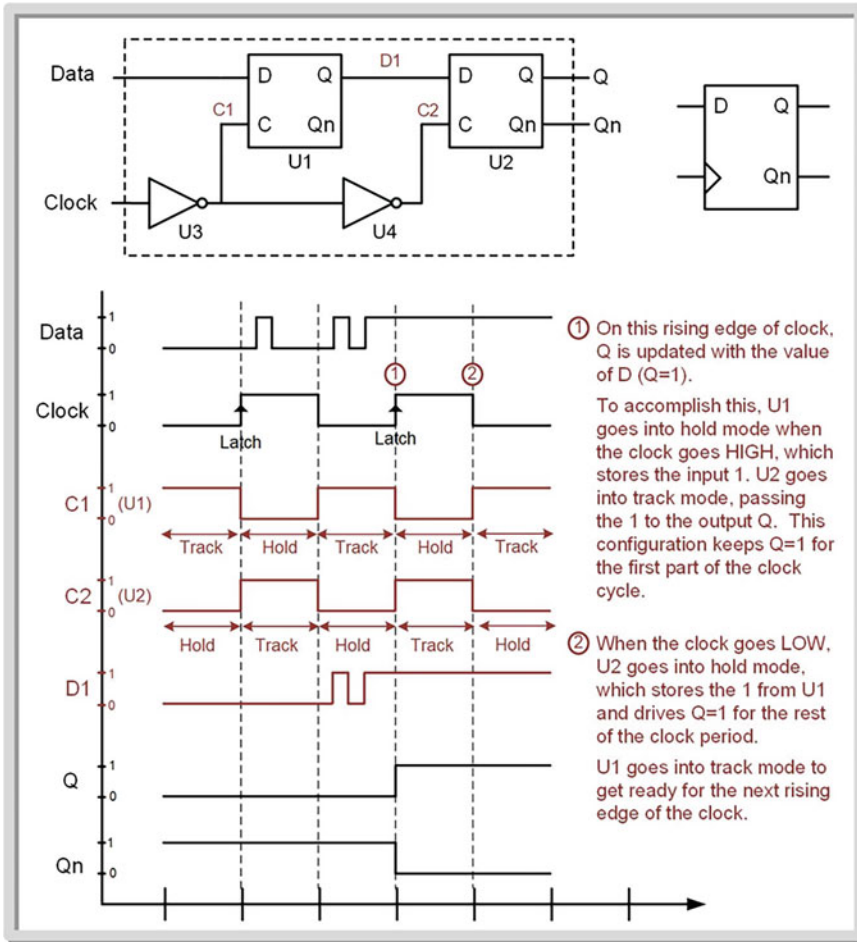 Data
D Q
D1
D Q
Q
C1
C Qn
C2
C Qn
Qn
U1
U2
Clock
U3
U4
D Q
Qn
Data
1
0
Clock
1
0
1
2
Latch
Latch
C1 (U1)
1
0
Track Hold Track Hold Track
C2 (U2)
1
0
Hold Track Hold Track Hold
D1
1
0
Q
1
0
Qn
1
0
1 On this rising edge of clock,
Q is updated with the value
of D (Q=1).
To accomplish this, U1
goes into hold mode when
the clock goes HIGH, which
stores the input 1. U2 goes
into track mode, passing
the 1 to the output Q. This
configuration keeps Q=1 for
the first part of the clock
cycle.
2 When the clock goes LOW,
U2 goes into hold mode,
which stores the 1 from U1
and drives Q=1 for the rest
of the clock period.
U1 goes into track mode to
get ready for the next rising
edge of the clock.